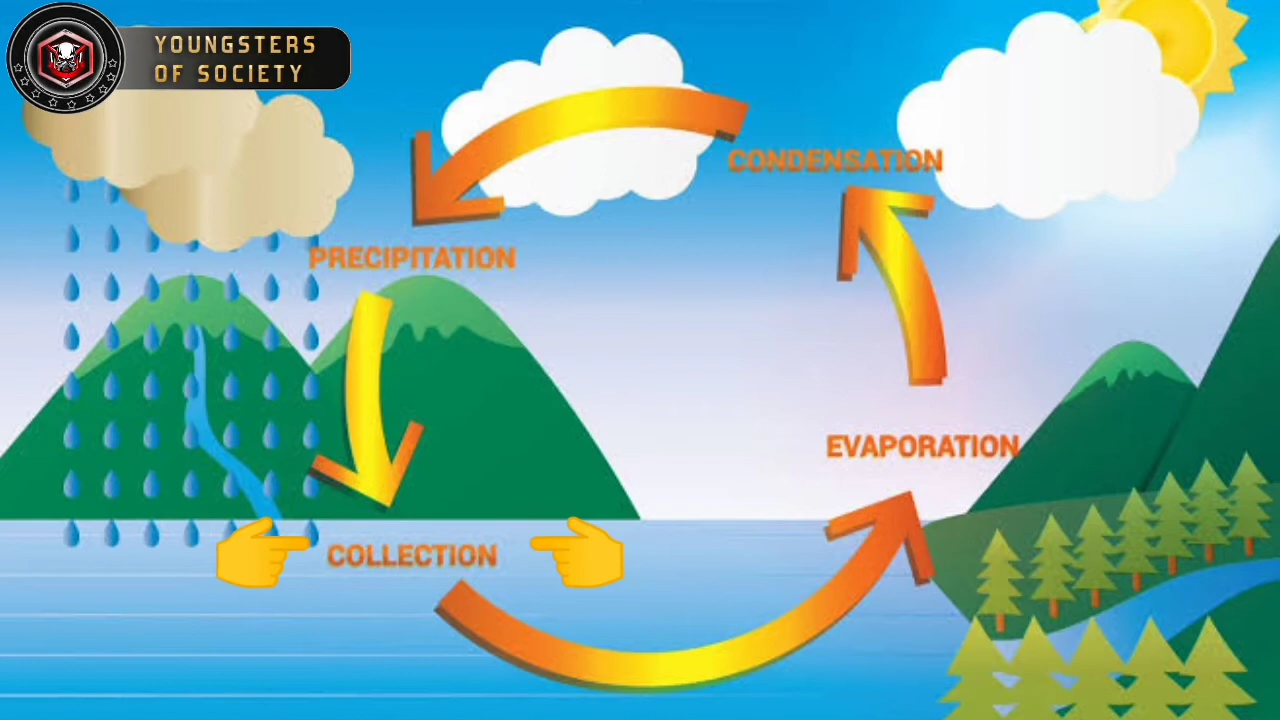 YOUNGSTERS
OF SOCIETY
CONDENSATION
PRECIPITATION
EVAPORATION
COLLECTION